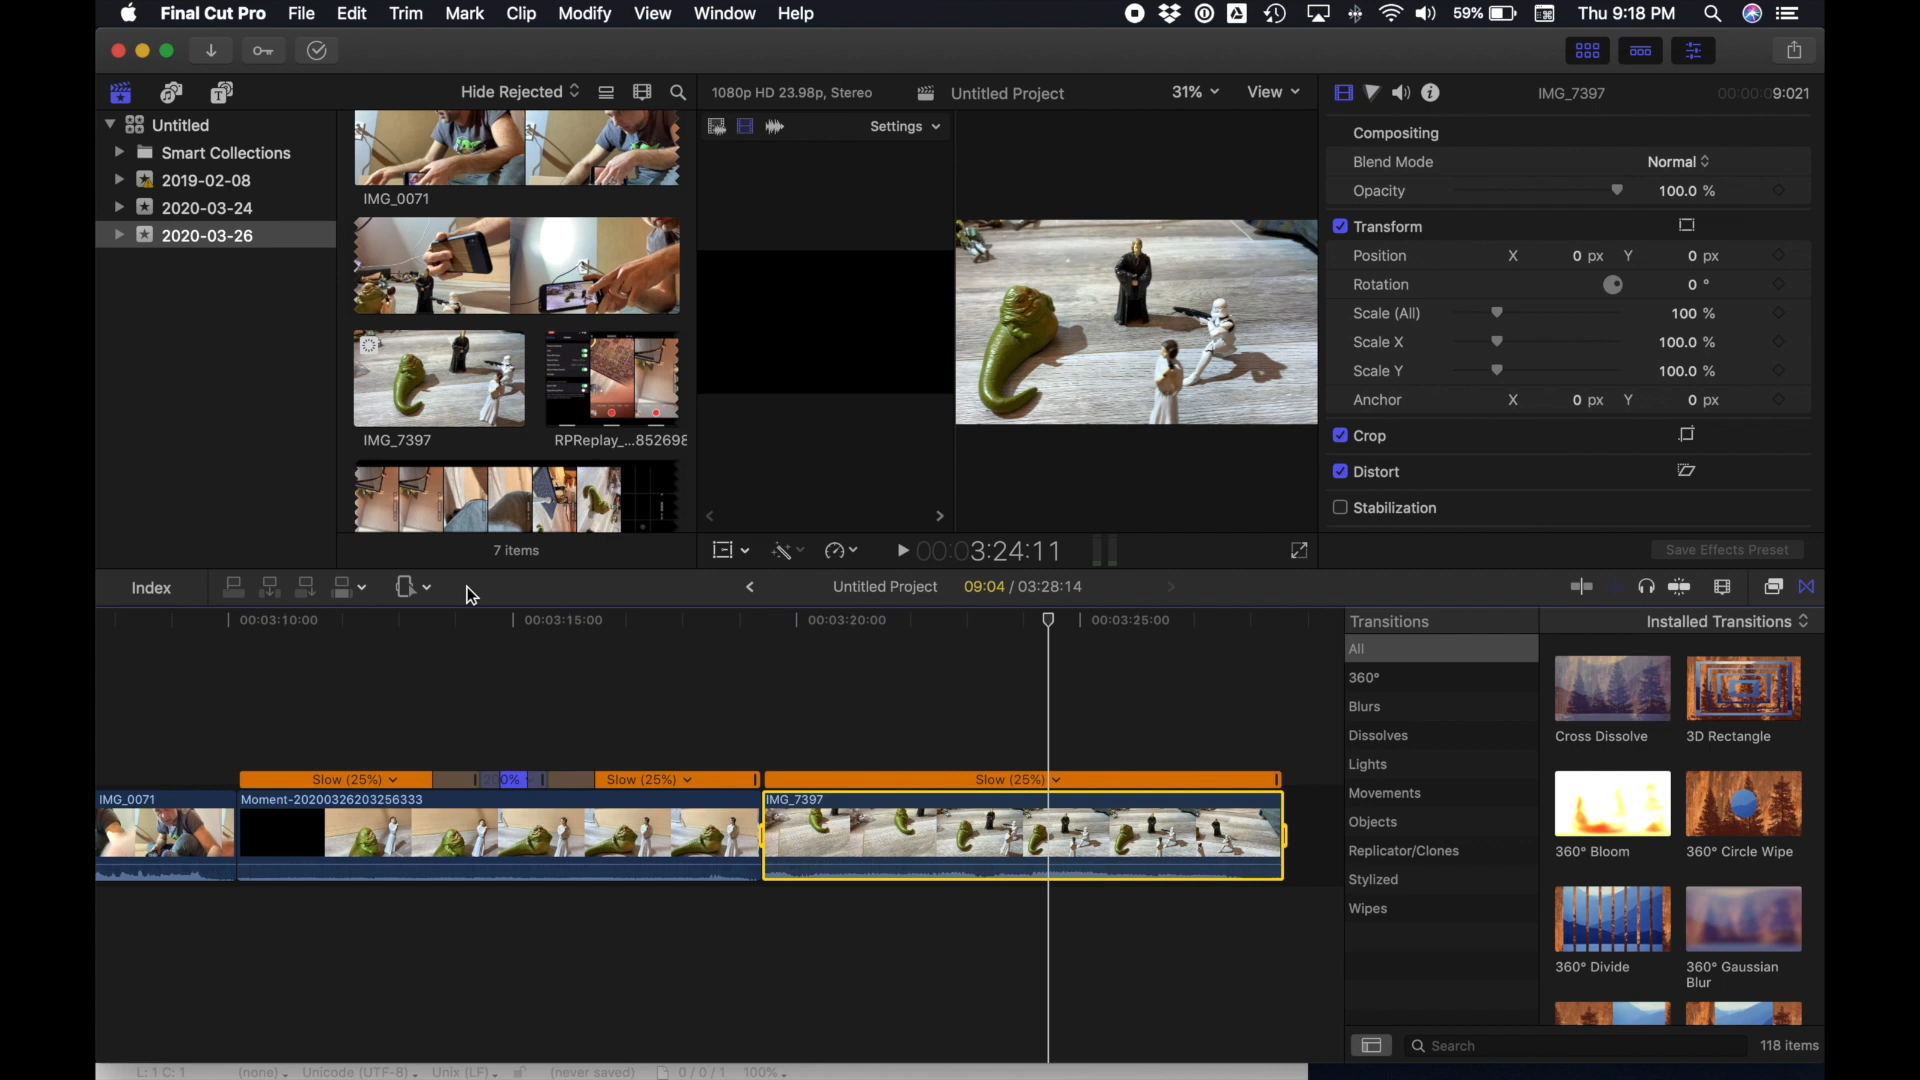 Final Cut Pro File Edit Trim Mark Clip Modify View Window Help 59% Thu 9:18 PM
Hide Rejected 1080p HD 23.98p, Stereo Untitled Project 31% View IMG_7397 00:00:09:021
Untitled
Smart Collections
2019-02-08
2020-03-24
2020-03-26
IMG_0071
IMG_7397 RPReplay_...852698
7 items
Settings
00:03:24:11
Compositing
Blend Mode Normal
Opacity 100.0 %
Transform
Position X 0 px Y 0 px
Rotation 0 °
Scale (All) 100 %
Scale X 100.0 %
Scale Y 100.0 %
Anchor X 0 px Y 0 px
Crop
Distort
Stabilization
Save Effects Preset
Index Untitled Project 09:04 / 03:28:14
00:03:10:00 00:03:15:00 00:03:20:00 00:03:25:00
Slow (25%) 200% Slow (25%) Slow (25%)
IMG_0071 Moment-20200326203256333 IMG_7397
Transitions Installed Transitions
All
360°
Blurs
Dissolves
Lights
Movements
Objects
Replicator/Clones
Stylized
Wipes
Cross Dissolve 3D Rectangle
360° Bloom 360° Circle Wipe
360° Divide 360° Gaussian
Blur
Search 118 items
L: 1 C: 1 (none) Unicode (UTF-8) Unix (LF) (never saved) 0 / 0 / 1 100%